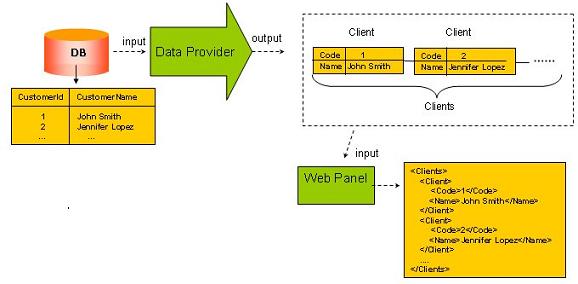 DB
input
Data Provider
output
CustomerId CustomerName
1 John Smith
2 Jennifer Lopez
... ...
Client Client
Code 1
Name John Smith
Code 2
Name Jennifer Lopez
......
Clients
input
Web Panel
<Clients>
<Client>
<Code>1</Code>
<Name>John Smith</Name>
</Client>
<Client>
<Code>2</Code>
<Name>Jennifer Lopez</Name>
</Client>
....
</Clients>